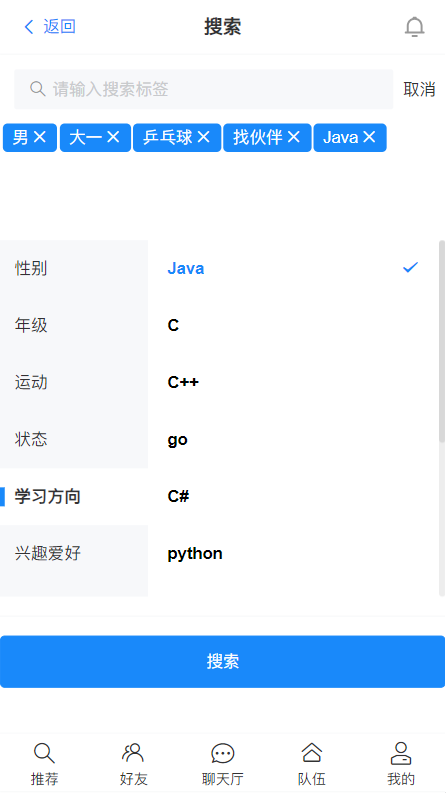 返回 搜索
请输入搜索标签 取消
男 大一 乒乓球 找伙伴 Java
性别 Java
年级 C
运动 C++
状态 go
学习方向 C#
兴趣爱好 python
搜索
推荐 好友 聊天厅 队伍 我的